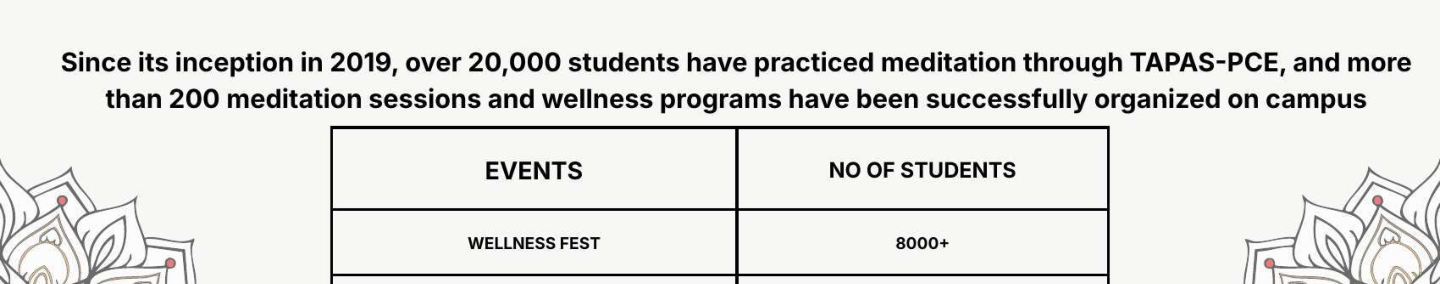 Since its inception in 2019, over 20,000 students have practiced meditation through TAPAS-PCE, and more
than 200 meditation sessions and wellness programs have been successfully organized on campus
EVENTS NO OF STUDENTS
WELLNESS FEST 8000+